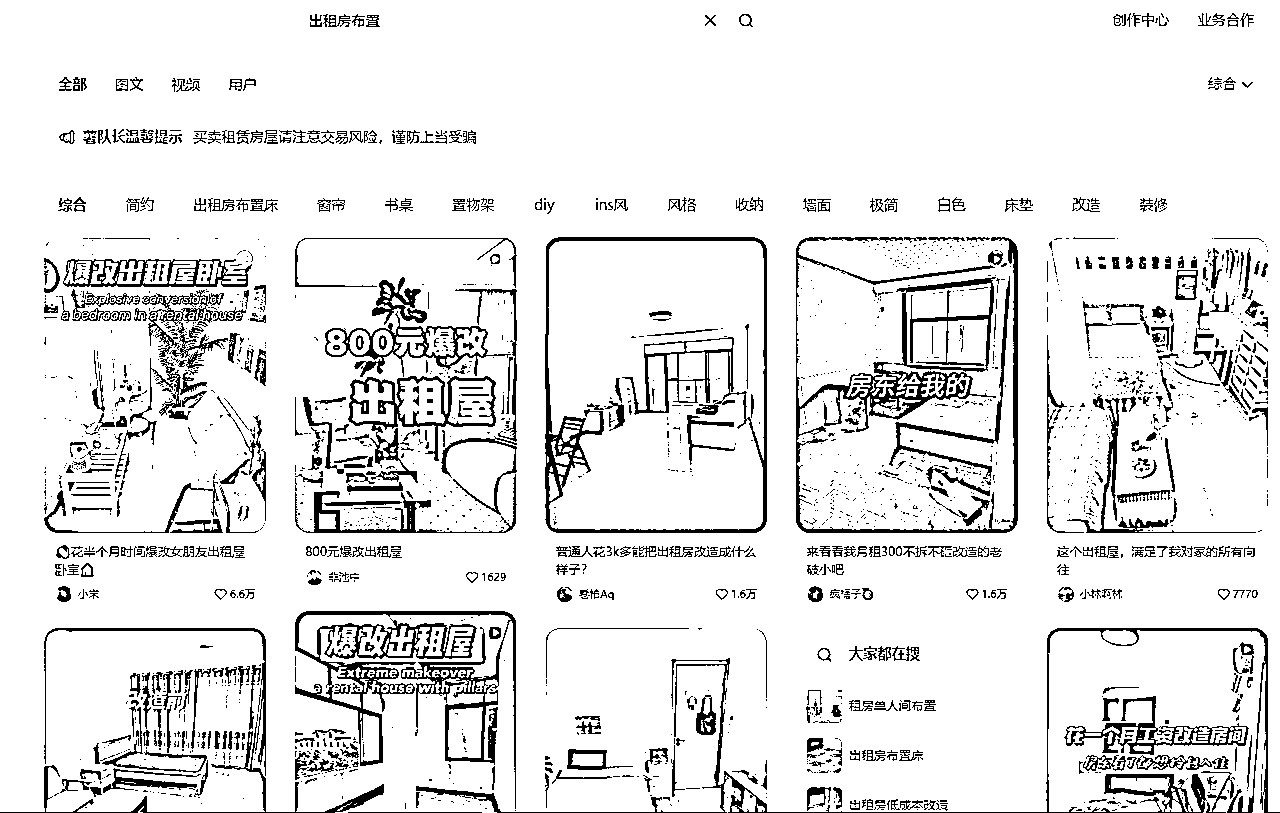 出租房布置
创作中心 业务合作
全部 图文 视频 用户
综合
薯队长温馨提示 买卖租赁房屋请注意交易风险，谨防上当受骗
综合 简约 出租房布置床 窗帘 书桌 置物架 diy ins风 风格 收纳 墙面 极简 白色 床垫 改造 装修
爆改出租屋卧室
Explosive conversion of
a bedroom in a rental house
花半个月时间爆改女朋友出租屋
卧室
小宋
6.6万
800元爆改
出租屋
800元爆改出租屋
非池中
1629
普通人花3k多能把出租房改造成什么
样子？
1.6万
房东给我的
来看看我月租300不拆不砸改造的老
破小吧
疯橘子
1.6万
这个出租屋，满足了我对家的所有向
往
小林啊林
7770
改造前
爆改出租屋
Extreme makeover
a rental house with pillars
大家都在搜
租房单人间布置
出租房布置床
出租房低成本改造
花一个月工资改造房间